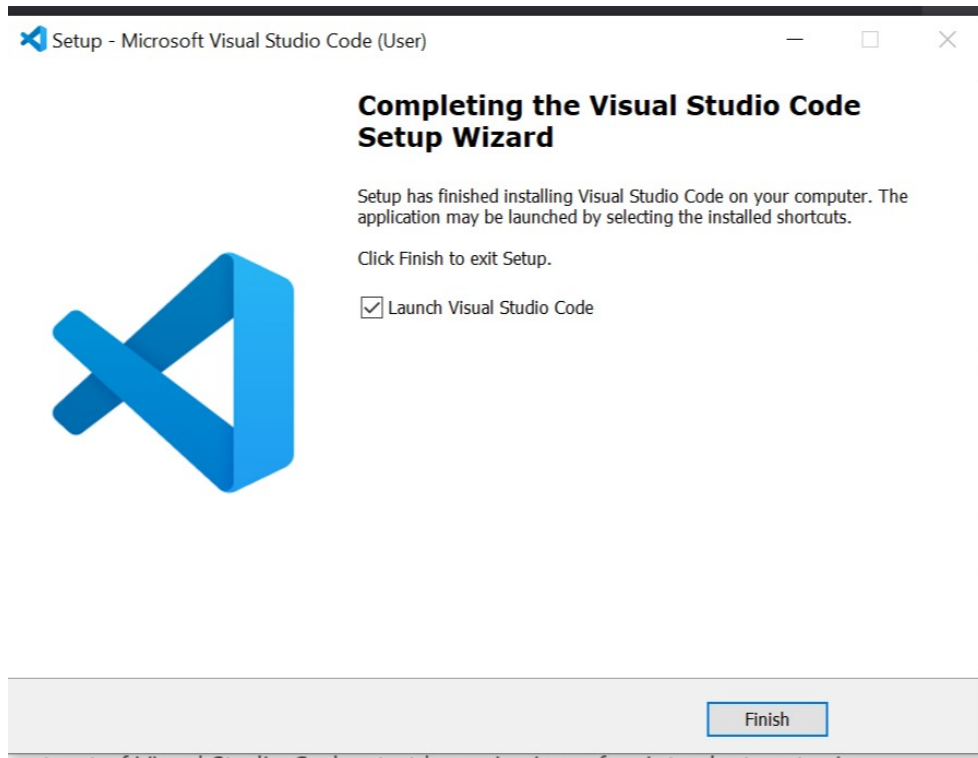 Setup - Microsoft Visual Studio Code (User)
Completing the Visual Studio Code
Setup Wizard
Setup has finished installing Visual Studio Code on your computer. The
application may be launched by selecting the installed shortcuts.
Click Finish to exit Setup.
Launch Visual Studio Code
Finish